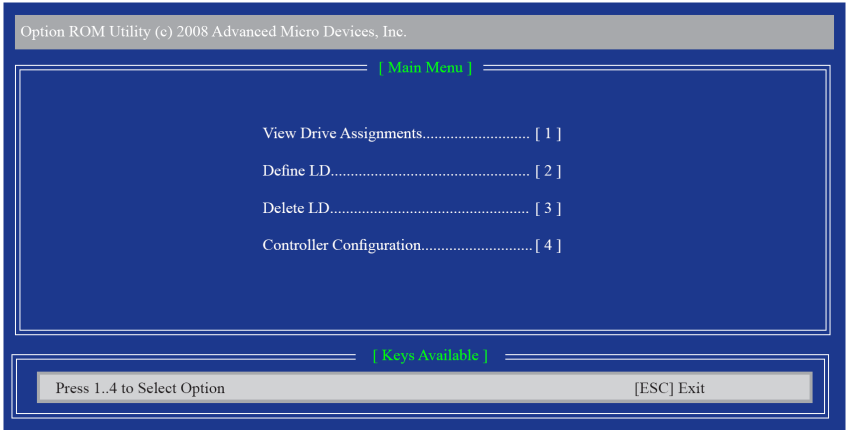 Option ROM Utility (c) 2008 Advanced Micro Devices, Inc.
[ Main Menu ]
View Drive Assignments........................... [ 1 ]
Define LD.................................................. [ 2 ]
Delete LD.................................................. [ 3 ]
Controller Configuration............................ [ 4 ]
[ Keys Available ]
Press 1..4 to Select Option [ESC] Exit